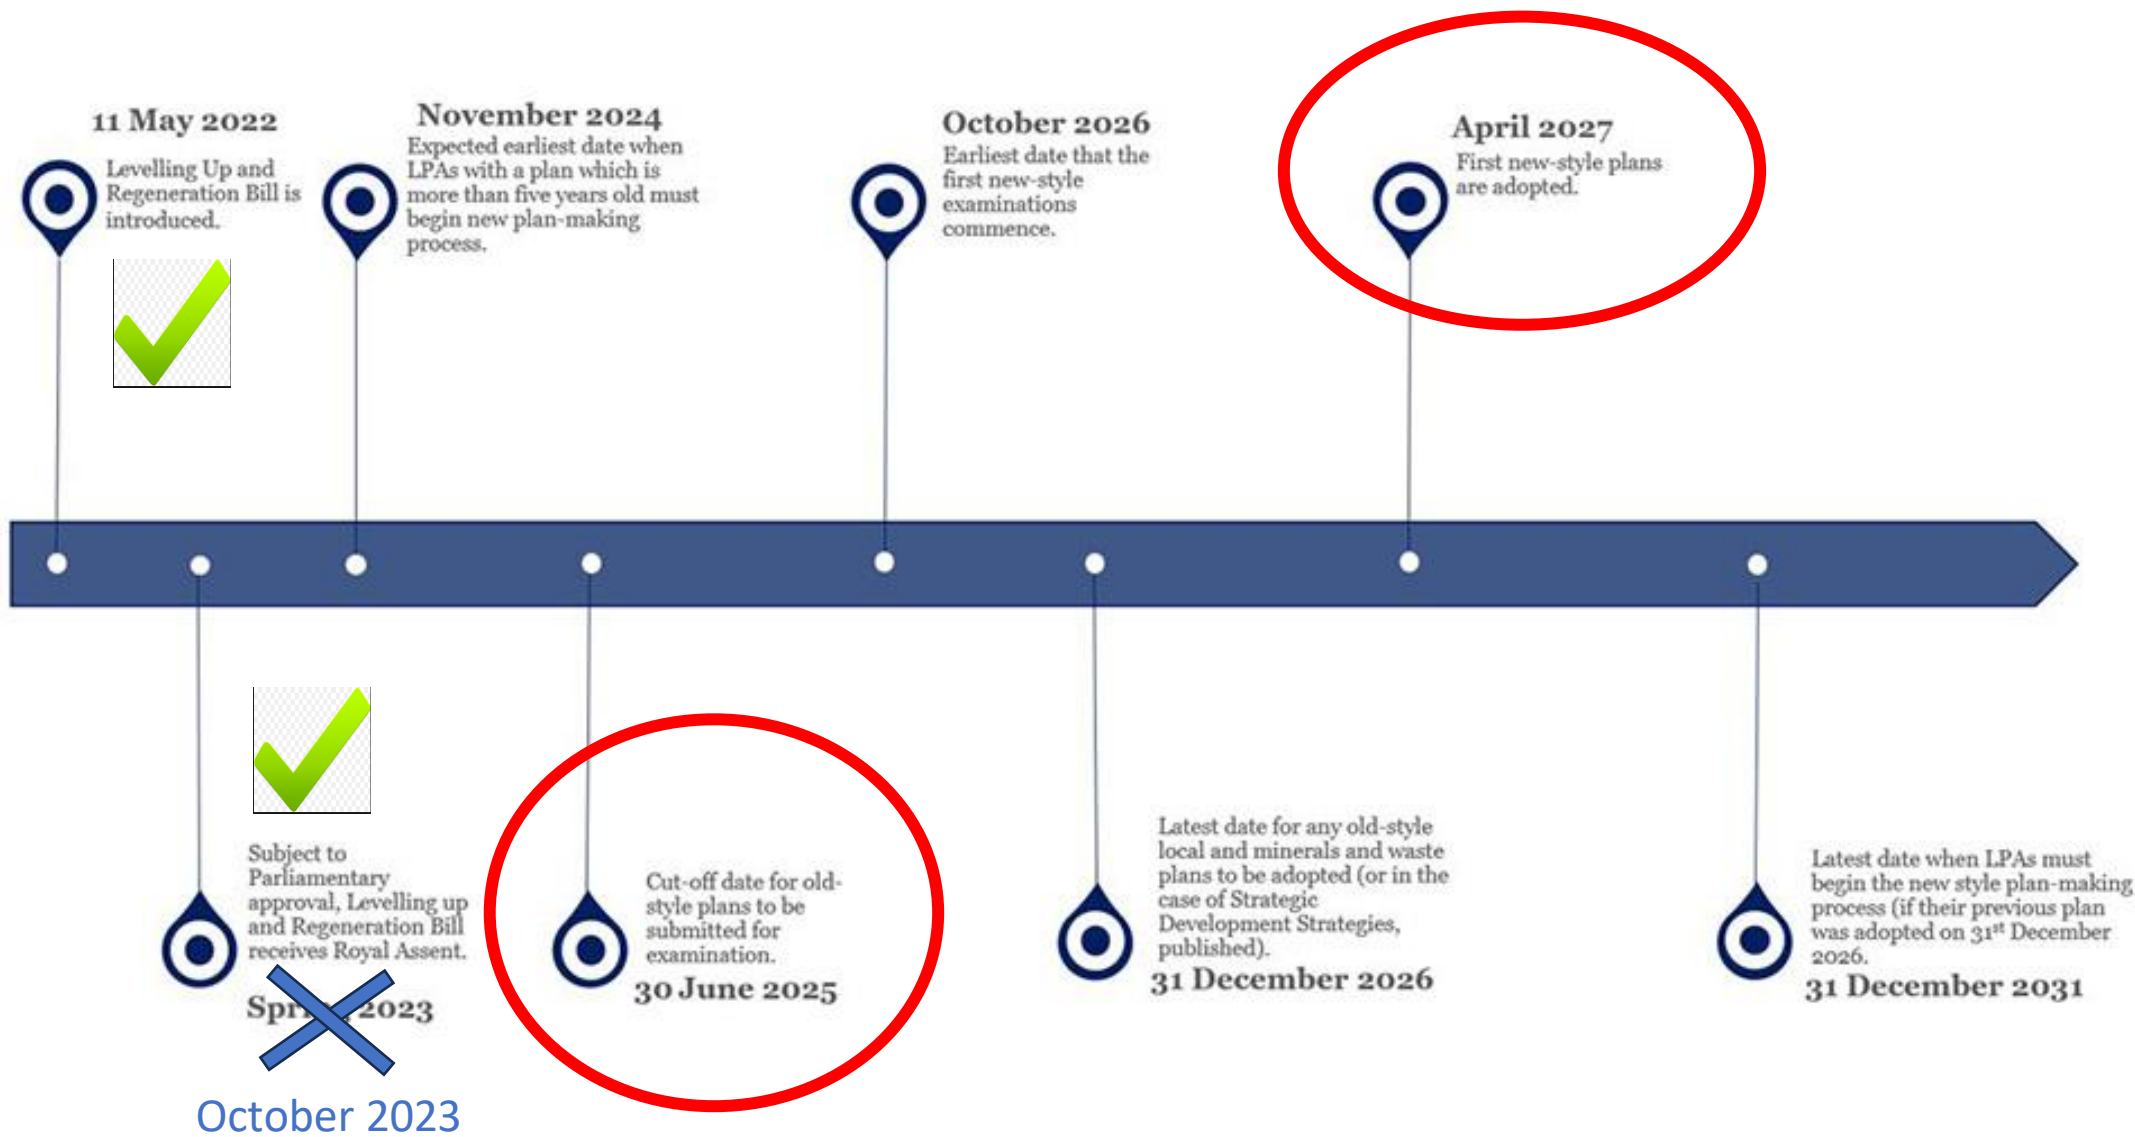 11 May 2022
Levelling Up and
Regeneration Bill is
introduced.
November 2024
Expected earliest date when
LPAs with a plan which is
more than five years old must
begin new plan-making
process.
October 2026
Earliest date that the
first new-style
examinations
commence.
April 2027
First new-style plans
are adopted.
Subject to
Parliamentary
approval, Levelling up
and Regeneration Bill
receives Royal Assent.
2023
October 2023
Cut-off date for old-
style plans to be
submitted for
examination.
30 June 2025
Latest date for any old-style
local and minerals and waste
plans to be adopted (or in the
case of Strategic
Development Strategies,
published).
31 December 2026
Latest date when LPAs must
begin the new style plan-making
process (if their previous plan
was adopted on 31st December
2026.
31 December 2031